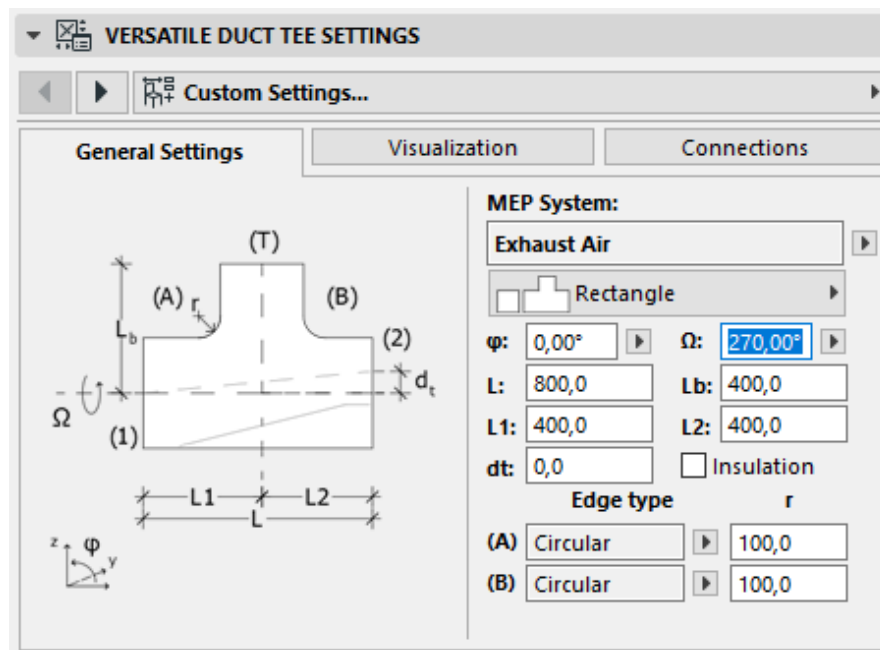 VERSATILE DUCT TEE SETTINGS
Custom Settings...
General Settings
Visualization
Connections
(T)
(A)
r
(B)
Lb
(2)
dt
Ω
(1)
L1
L2
L
z
φ
y
MEP System:
Exhaust Air
Rectangle
φ: 0,00° Ω: 270,00°
L: 800,0 Lb: 400,0
L1: 400,0 L2: 400,0
dt: 0,0 Insulation
Edge type r
(A) Circular 100,0
(B) Circular 100,0